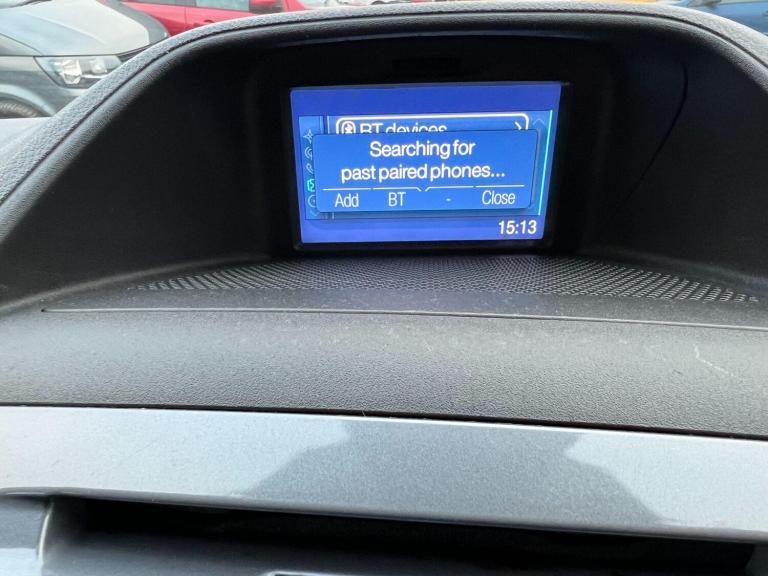 BT devices
Searching for
past paired phones...
Add BT - Close
15:13